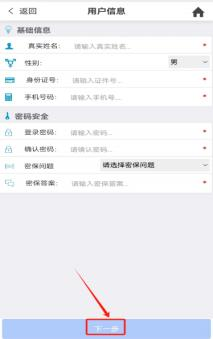 返回 用户信息
基础信息
真实姓名: 请输入真实姓名... *
性别: 男
身份证号: 请输入证件号... *
手机号码: 请输入手机号... *
密码安全
登录密码: 请输入密码... *
确认密码: 请确认密码... *
密保问题 请选择密保问题
密保答案: 请输入密保答案... *
下一步